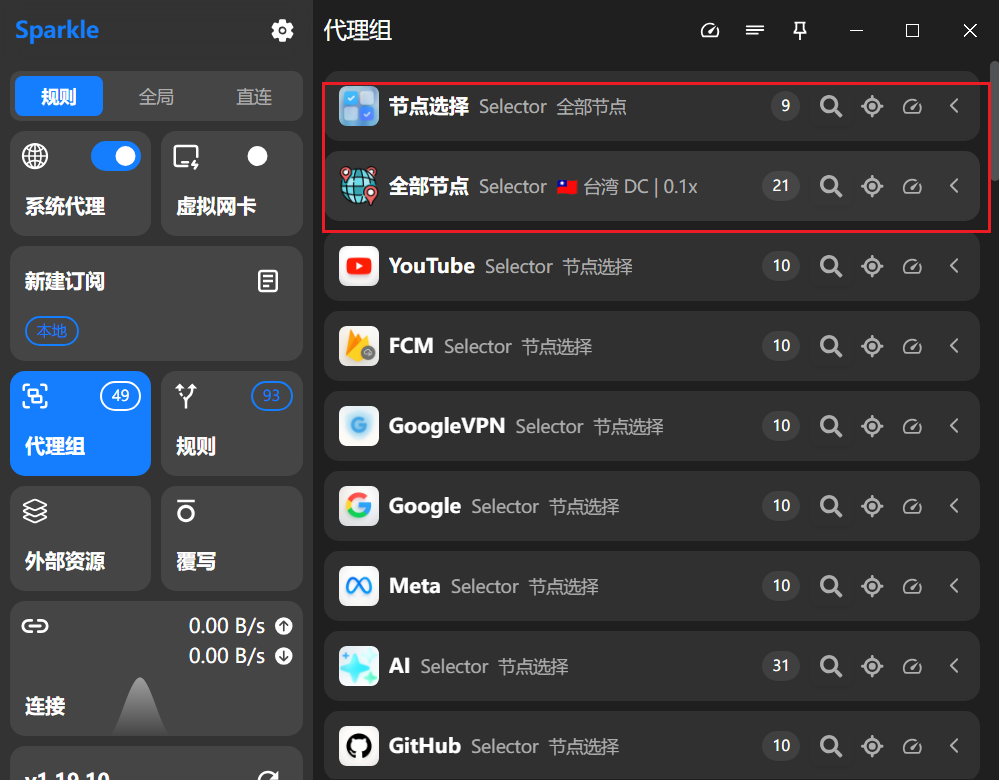 Sparkle
规则 全局 直连
系统代理 虚拟网卡
新建订阅
本地
49 93
代理组 规则
外部资源 覆写
0.00 B/s
0.00 B/s
连接
v1.19.10
代理组
节点选择 Selector 全部节点 9
全部节点 Selector 🇹🇼 台湾 DC | 0.1x 21
YouTube Selector 节点选择 10
FCM Selector 节点选择 10
GoogleVPN Selector 节点选择 10
Google Selector 节点选择 10
Meta Selector 节点选择 10
AI Selector 节点选择 31
GitHub Selector 节点选择 10